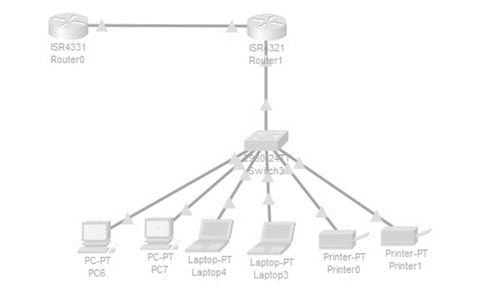 ISR4331
Router0
ISR4321
Router1
2960-24TT
Switch3
PC-PT
PC6
PC-PT
PC7
Laptop-PT
Laptop4
Laptop-PT
Laptop3
Printer-PT
Printer0
Printer-PT
Printer1